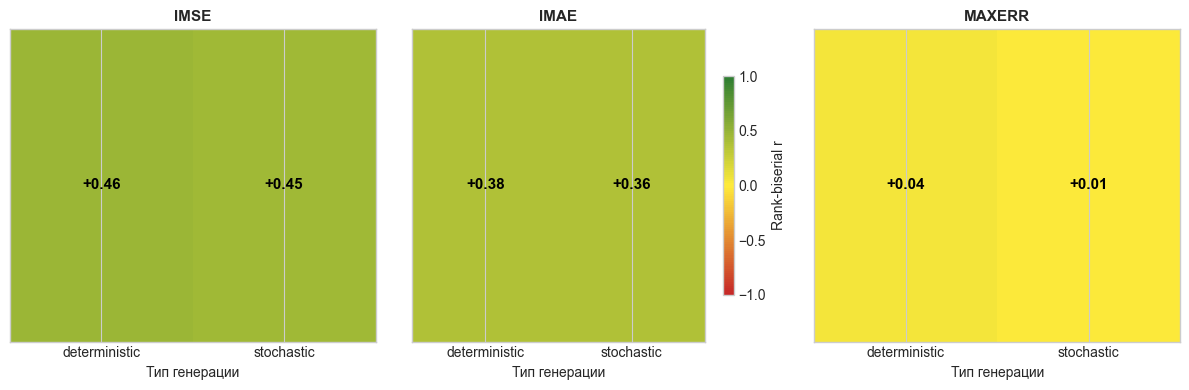 IMSE
+0.46
+0.45
deterministic
stochastic
Тип генерации
IMAE
+0.38
+0.36
deterministic
stochastic
Тип генерации
1.0
0.5
0.0
−0.5
−1.0
Rank-biserial r
MAXERR
+0.04
+0.01
deterministic
stochastic
Тип генерации